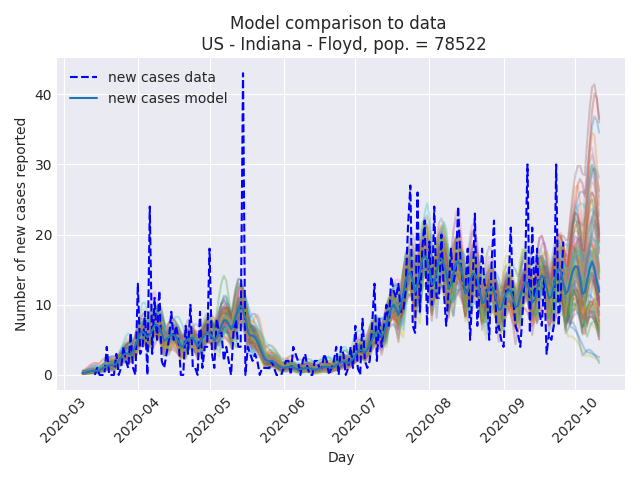 Model comparison to data
US - Indiana - Floyd, pop. = 78522
new cases data
new cases model
Number of new cases reported
40
30
20
10
0
2020-03
2020-04
2020-05
2020-06
2020-07
2020-08
2020-09
2020-10
Day